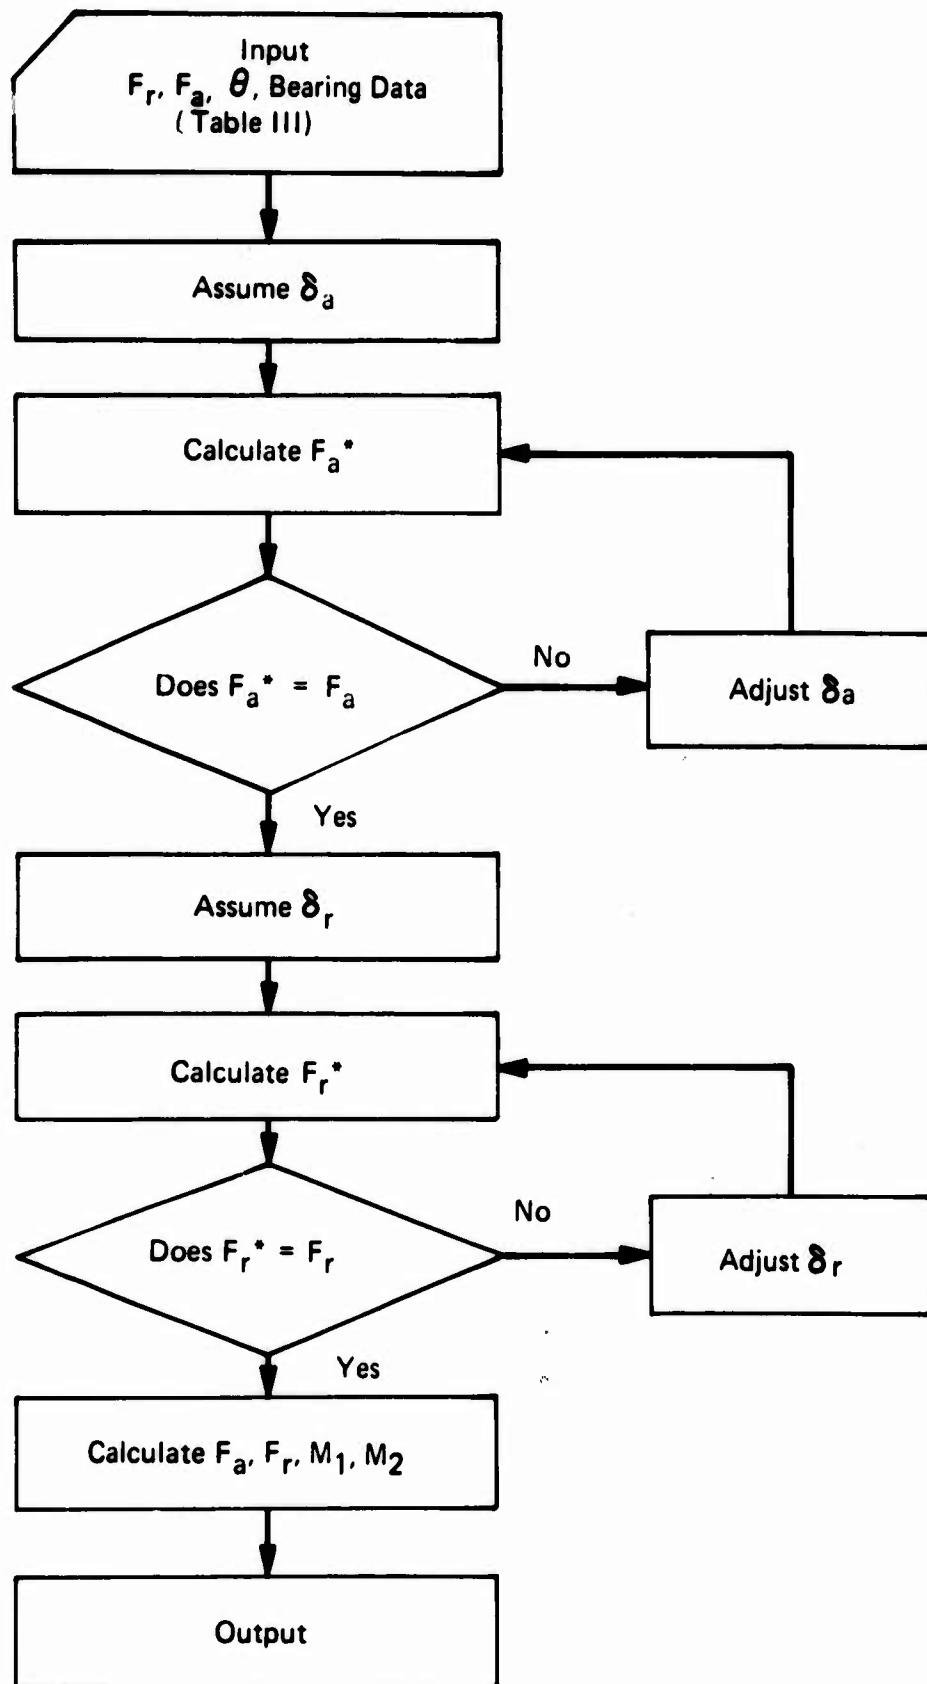 Input
Fr, Fa, θ, Bearing Data
(Table III)
Assume δa
Calculate Fa*
Does Fa* = Fa
No
Adjust δa
Yes
Assume δr
Calculate Fr*
Does Fr* = Fr
No
Adjust δr
Yes
Calculate Fa, Fr, M1, M2
Output